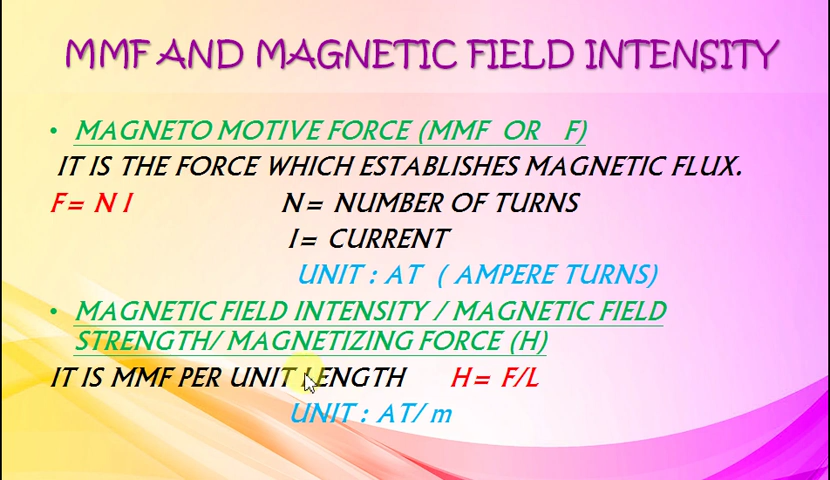 MMF AND MAGNETIC FIELD INTENSITY
• MAGNETO MOTIVE FORCE (MMF OR F)
IT IS THE FORCE WHICH ESTABLISHES MAGNETIC FLUX.
F= N I N= NUMBER OF TURNS
I= CURRENT
UNIT : AT ( AMPERE TURNS)
• MAGNETIC FIELD INTENSITY / MAGNETIC FIELD
STRENGTH/ MAGNETIZING FORCE (H)
IT IS MMF PER UNIT LENGTH H= F/L
UNIT : AT/ m